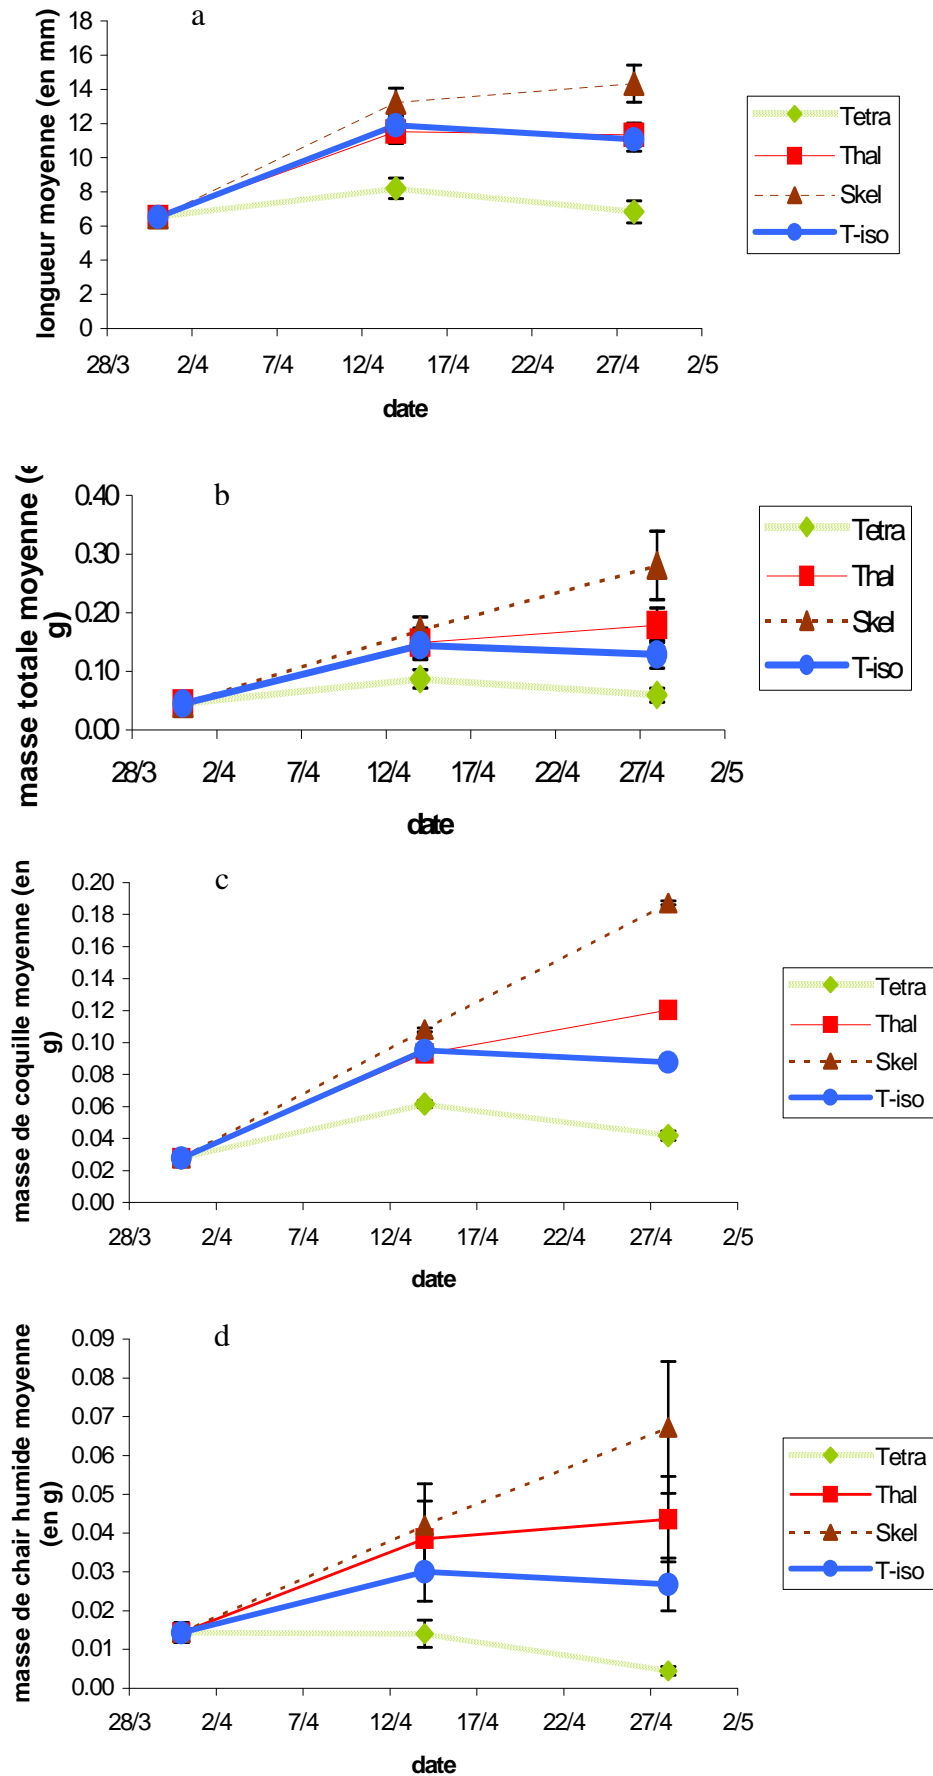 a
longueur moyenne (en mm)
18
16
14
12
10
8
6
4
2
0
28/3 2/4 7/4 12/4 17/4 22/4 27/4 2/5
date
Tetra
Thal
Skel
T-iso
b
masse totale moyenne (e
g)
0.40
0.30
0.20
0.10
0.00
28/3 2/4 7/4 12/4 17/4 22/4 27/4 2/5
date
Tetra
Thal
Skel
T-iso
c
masse de coquille moyenne (en
g)
0.20
0.18
0.16
0.14
0.12
0.10
0.08
0.06
0.04
0.02
0.00
28/3 2/4 7/4 12/4 17/4 22/4 27/4 2/5
date
Tetra
Thal
Skel
T-iso
d
masse de chair humide moyenne
(en g)
0.09
0.08
0.07
0.06
0.05
0.04
0.03
0.02
0.01
0.00
28/3 2/4 7/4 12/4 17/4 22/4 27/4 2/5
date
Tetra
Thal
Skel
T-iso